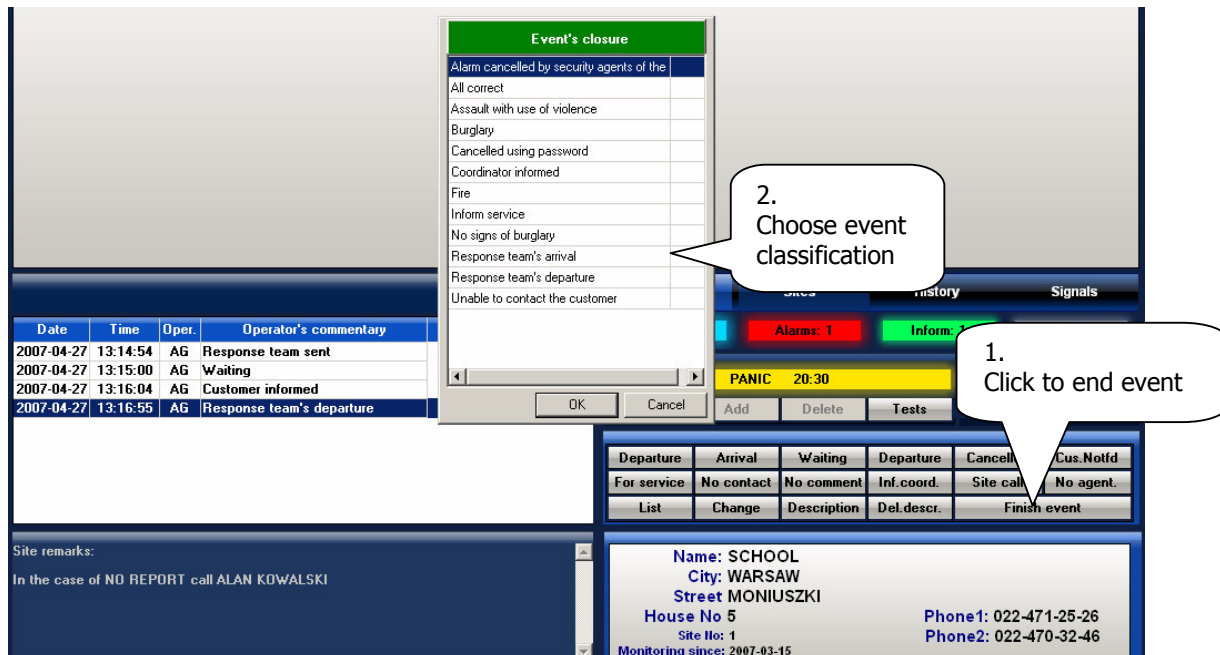 Event's closure
Alarm cancelled by security agents of the
All correct
Assault with use of violence
Burglary
Cancelled using password
Coordinator informed
Fire
Inform service
No signs of burglary
Response team's arrival
Response team's departure
Unable to contact the customer
OK Cancel
2.
Choose event
classification
Sites History Signals
Alarms: 1 Inform:
1.
Click to end event
Date Time Oper. Operator's commentary
2007-04-27 13:14:54 AG Response team sent
2007-04-27 13:15:00 AG Waiting
2007-04-27 13:16:04 AG Customer informed
2007-04-27 13:16:55 AG Response team's departure
PANIC 20:30
Add Delete Tests
Departure Arrival Waiting Departure Cancell Cus.Notfd
For service No contact No comment Inf.coord. Site call No agent.
List Change Description Del.descr. Finish event
Site remarks:
In the case of NO REPORT call ALAN KOWALSKI
Name: SCHOOL
City: WARSAW
Street MONIUSZKI
House No 5 Phone1: 022-471-25-26
Site No: 1 Phone2: 022-470-32-46
Monitoring since: 2007-03-15